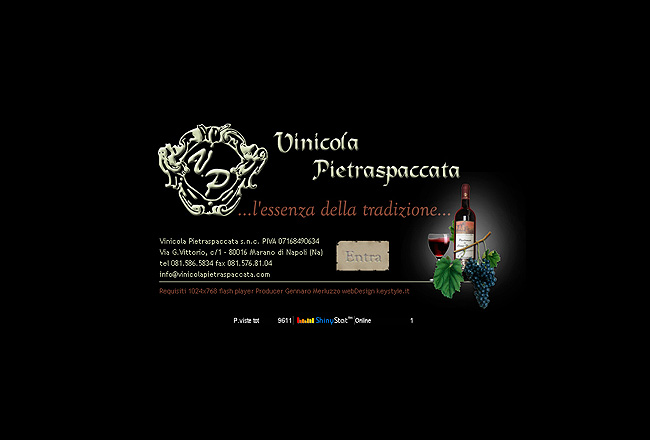 VP
Vinicola
Pietraspaccata
...l'essenza della tradizione...
Vinicola Pietraspaccata s.n.c. PIVA 07168490634
Via G.Vittorio, c/1 - 80016 Marano di Napoli (Na)
tel 081.586.5834 fax 081.576.81.04
info@vinicolapietraspaccata.com
Entra
Requisiti 1024x768 flash player Producer Gennaro Merluzzo webDesign keystyle.it
P.viste tot 9611 ShinyStat™ Online 1